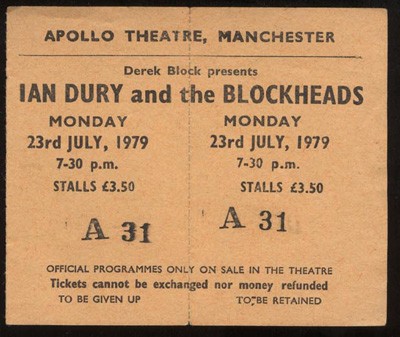 APOLLO THEATRE, MANCHESTER
Derek Block presents
IAN DURY and the BLOCKHEADS
MONDAY MONDAY
23rd JULY, 1979 23rd JULY, 1979
7-30 p.m. 7-30 p.m.
STALLS £3.50 STALLS £3.50
A 31 A 31
OFFICIAL PROGRAMMES ONLY ON SALE IN THE THEATRE
Tickets cannot be exchanged nor money refunded
TO BE GIVEN UP TO BE RETAINED